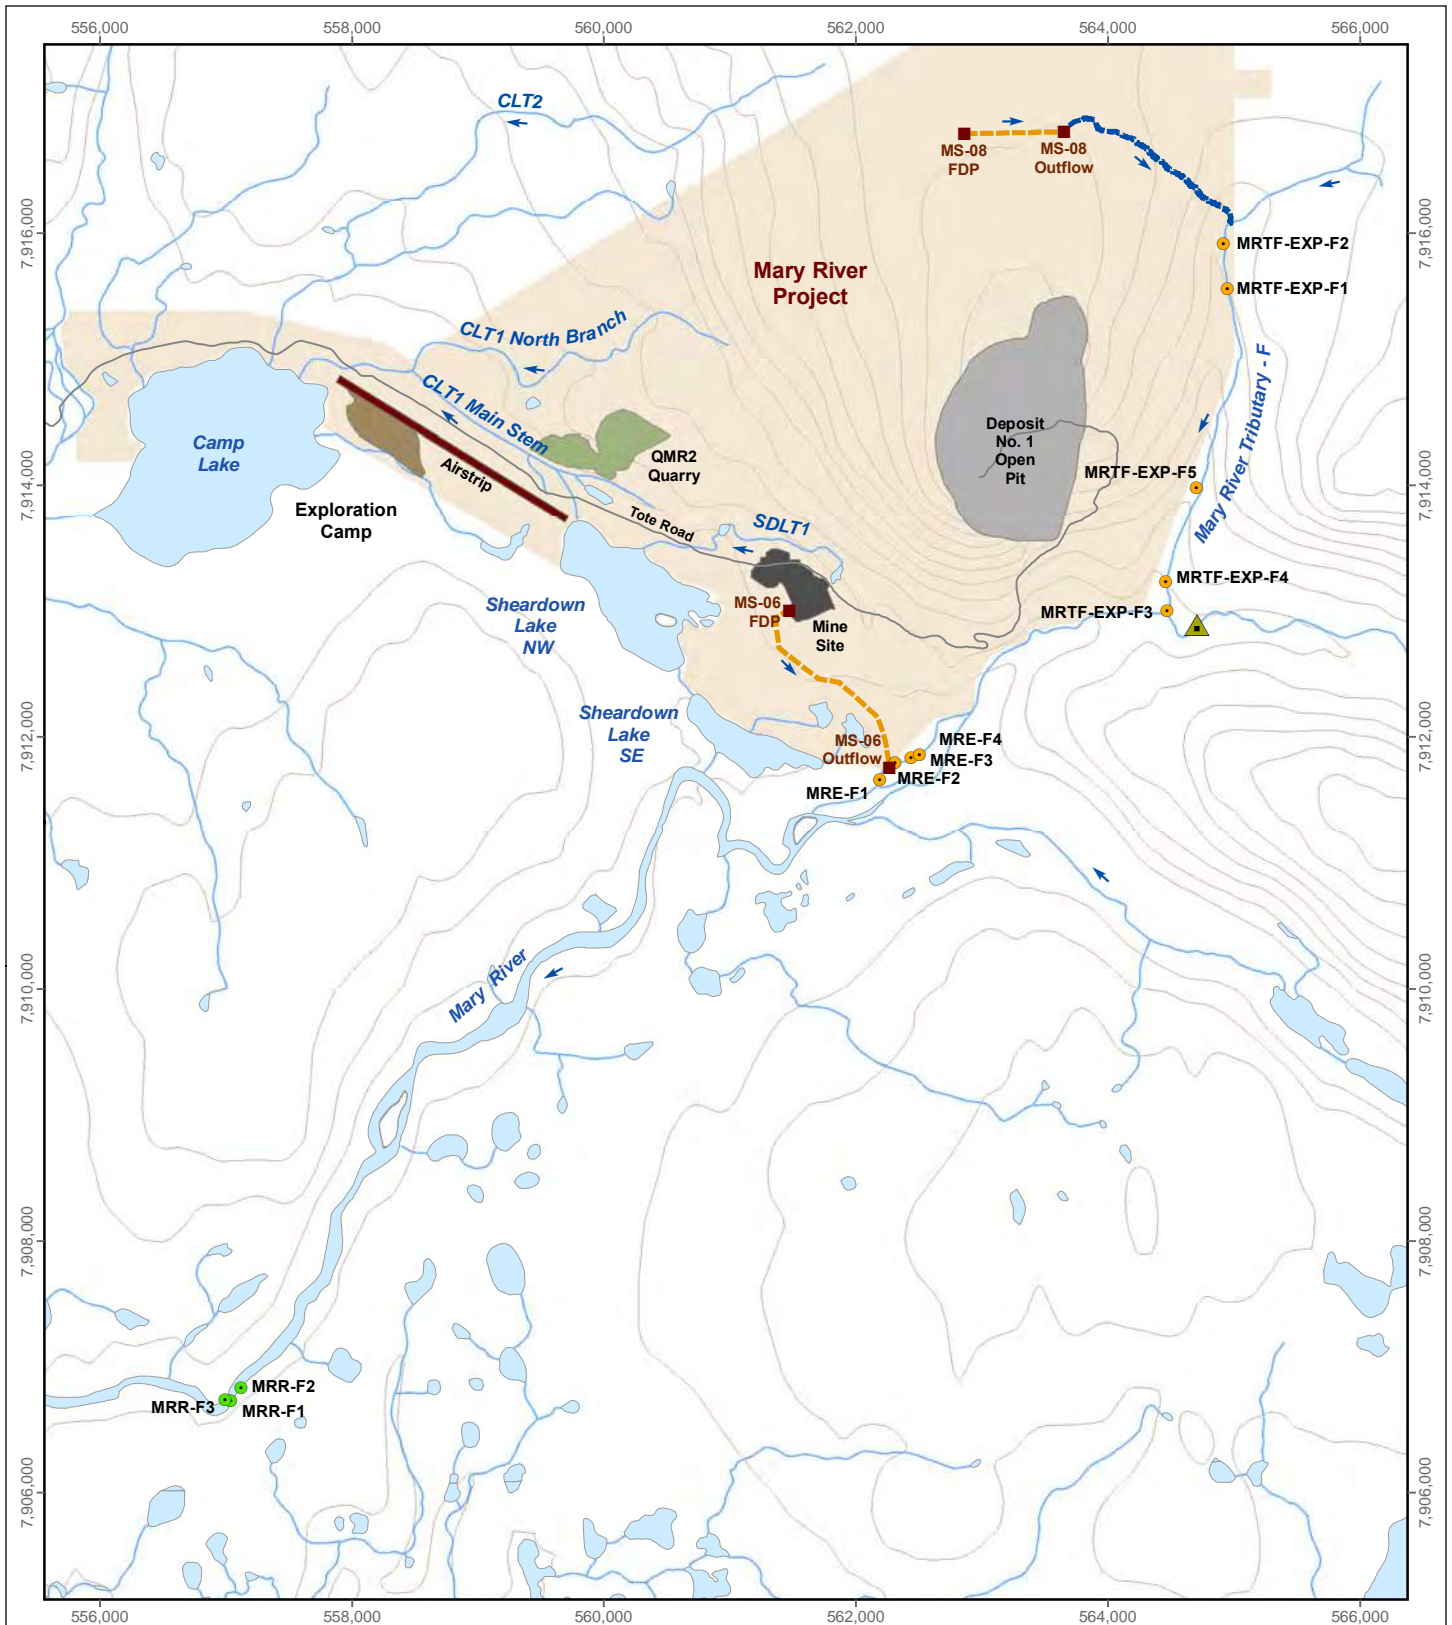 556,000
558,000
560,000
562,000
564,000
566,000
CLT2
MS-08
FDP
MS-08
Outflow
7,916,000
7,916,000
MRTF-EXP-F2
MRTF-EXP-F1
Mary River
Project
CLT1 North Branch
CLT1 Main Stem
Mary River Tributary - F
Camp
Lake
Airstrip
QMR2
Quarry
Deposit
No. 1
Open
Pit
MRTF-EXP-F5
7,914,000
7,914,000
Exploration
Camp
Tote Road
SDLT1
MRTF-EXP-F4
MRTF-EXP-F3
Sheardown
Lake
NW
MS-06
FDP
Mine
Site
Sheardown
Lake
SE
7,912,000
7,912,000
MS-06
Outflow
MRE-F4
MRE-F3
MRE-F2
MRE-F1
Mary River
7,910,000
7,910,000
7,908,000
7,908,000
MRR-F2
MRR-F3
MRR-F1
7,906,000
7,906,000
556,000
558,000
560,000
562,000
564,000
566,000